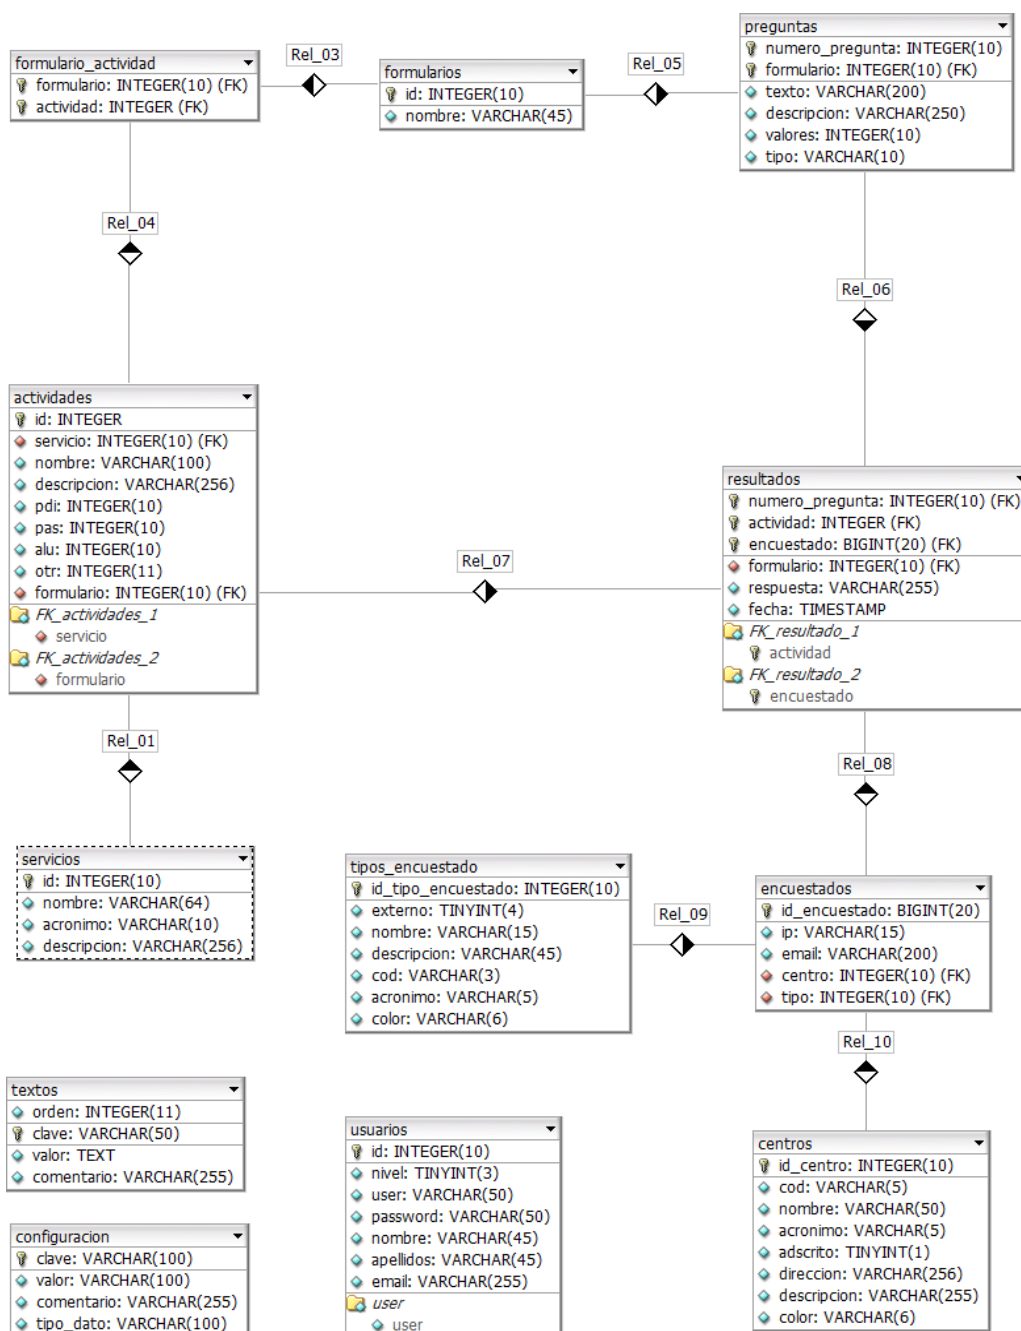 formulario_actividad
formulario: INTEGER(10) (FK)
actividad: INTEGER (FK)
Rel_03
formularios
id: INTEGER(10)
nombre: VARCHAR(45)
Rel_05
preguntas
numero_pregunta: INTEGER(10)
formulario: INTEGER(10) (FK)
texto: VARCHAR(200)
descripcion: VARCHAR(250)
valores: INTEGER(10)
tipo: VARCHAR(10)
Rel_04
Rel_06
actividades
id: INTEGER
servicio: INTEGER(10) (FK)
nombre: VARCHAR(100)
descripcion: VARCHAR(256)
pdi: INTEGER(10)
pas: INTEGER(10)
alu: INTEGER(10)
otr: INTEGER(11)
formulario: INTEGER(10) (FK)
FK_actividades_1
servicio
FK_actividades_2
formulario
Rel_07
resultados
numero_pregunta: INTEGER(10) (FK)
actividad: INTEGER (FK)
encuestado: BIGINT(20) (FK)
formulario: INTEGER(10) (FK)
respuesta: VARCHAR(255)
fecha: TIMESTAMP
FK_resultado_1
actividad
FK_resultado_2
encuestado
Rel_01
Rel_08
servicios
id: INTEGER(10)
nombre: VARCHAR(64)
acronimo: VARCHAR(10)
descripcion: VARCHAR(256)
tipos_encuestado
id_tipo_encuestado: INTEGER(10)
externo: TINYINT(4)
nombre: VARCHAR(15)
descripcion: VARCHAR(45)
cod: VARCHAR(3)
acronimo: VARCHAR(5)
color: VARCHAR(6)
Rel_09
encuestados
id_encuestado: BIGINT(20)
ip: VARCHAR(15)
email: VARCHAR(200)
centro: INTEGER(10) (FK)
tipo: INTEGER(10) (FK)
Rel_10
textos
orden: INTEGER(11)
clave: VARCHAR(50)
valor: TEXT
comentario: VARCHAR(255)
usuarios
id: INTEGER(10)
nivel: TINYINT(3)
user: VARCHAR(50)
password: VARCHAR(50)
nombre: VARCHAR(45)
apellidos: VARCHAR(45)
email: VARCHAR(255)
user
user
centros
id_centro: INTEGER(10)
cod: VARCHAR(5)
nombre: VARCHAR(50)
acronimo: VARCHAR(5)
adscrito: TINYINT(1)
direccion: VARCHAR(256)
descripcion: VARCHAR(255)
color: VARCHAR(6)
configuracion
clave: VARCHAR(100)
valor: VARCHAR(100)
comentario: VARCHAR(255)
tipo_dato: VARCHAR(100)